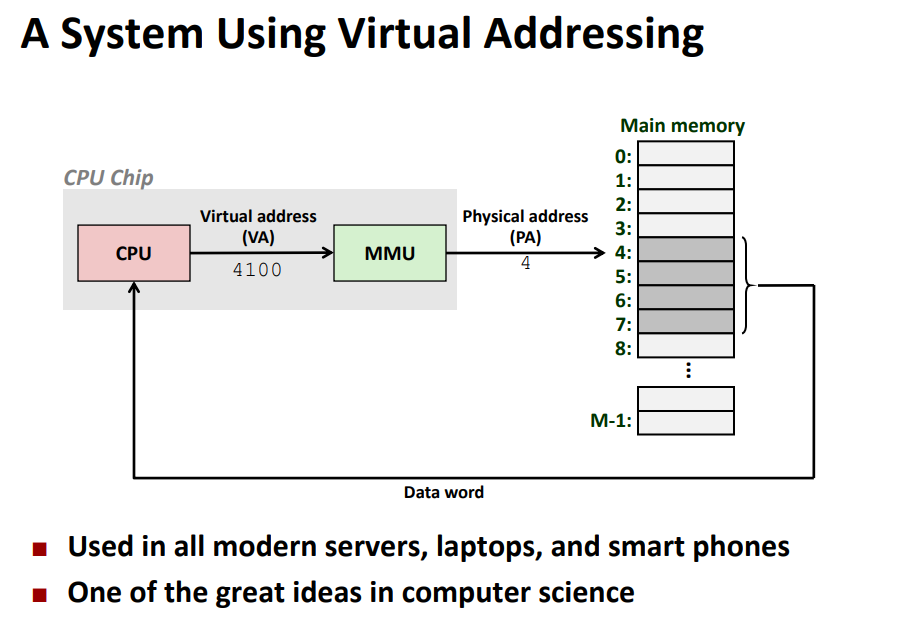 A System Using Virtual Addressing
Main memory
0:
CPU Chip
1:
2:
Virtual address
(VA)
Physical address
(PA)
3:
CPU
MMU
4:
4100
4
5:
6:
7:
8:
M-1:
Data word
Used in all modern servers, laptops, and smart phones
One of the great ideas in computer science